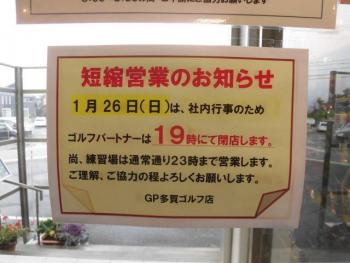 短縮営業のお知らせ
1月26日(日)は、社内行事のため
ゴルフパートナーは19時にて閉店します。
尚、練習場は通常通り23時まで営業します。
ご理解、ご協力の程よろしくお願いします。
GP多賀ゴルフ店